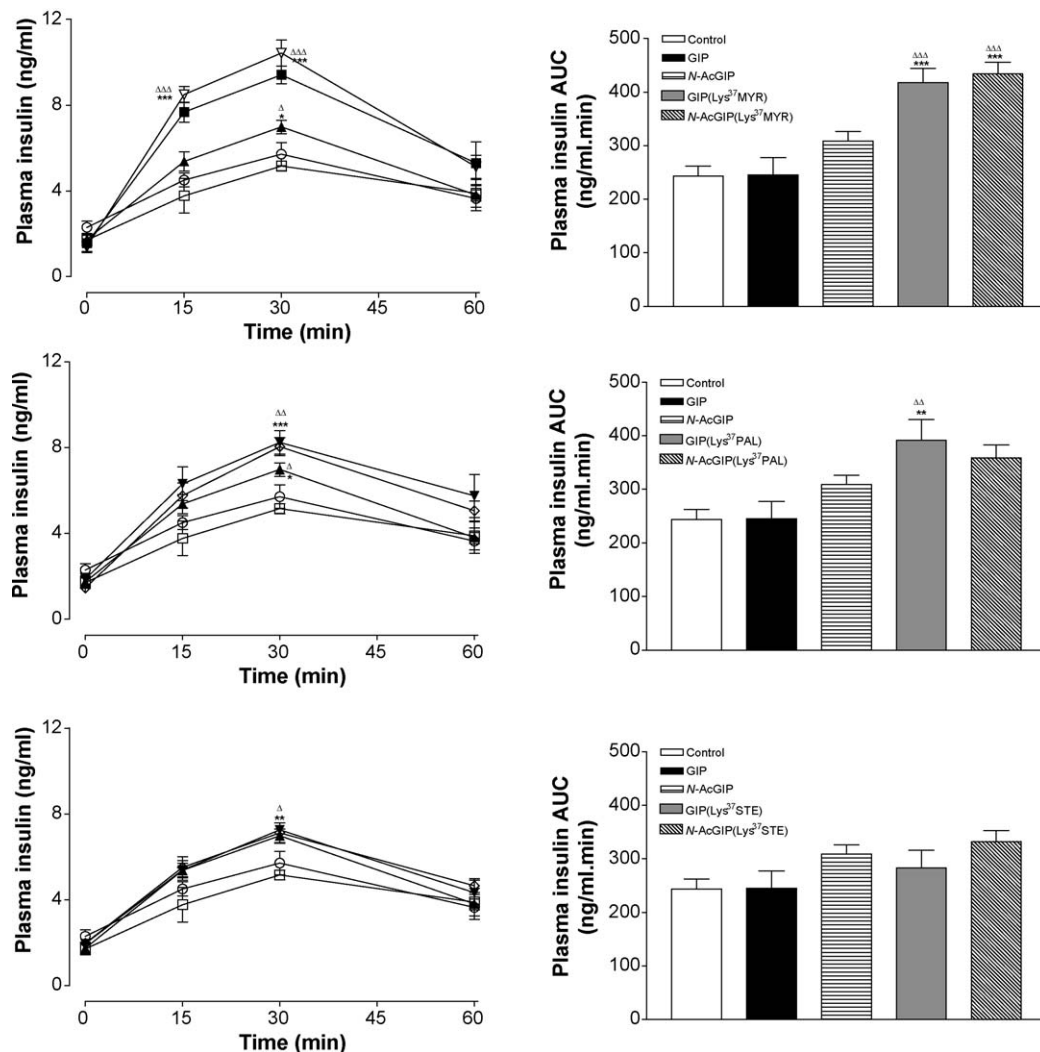 Plasma insulin (ng/ml)
12
8
4
0
ΔΔΔ
***
ΔΔΔ
***
Δ
*
0 15 30 45 60
Time (min)
Plasma insulin AUC
(ng/ml.min)
500
400
300
200
100
0
Control
GIP
N-AcGIP
GIP(Lys³⁷MYR)
N-AcGIP(Lys³⁷MYR)
ΔΔΔ
***
ΔΔΔ
***
Plasma insulin (ng/ml)
12
8
4
0
ΔΔ
***
Δ
*
0 15 30 45 60
Time (min)
Plasma insulin AUC
(ng/ml.min)
500
400
300
200
100
0
Control
GIP
N-AcGIP
GIP(Lys³⁷PAL)
N-AcGIP(Lys³⁷PAL)
ΔΔ
**
Plasma insulin (ng/ml)
12
8
4
0
Δ
**
0 15 30 45 60
Time (min)
Plasma insulin AUC
(ng/ml.min)
500
400
300
200
100
0
Control
GIP
N-AcGIP
GIP(Lys³⁷STE)
N-AcGIP(Lys³⁷STE)